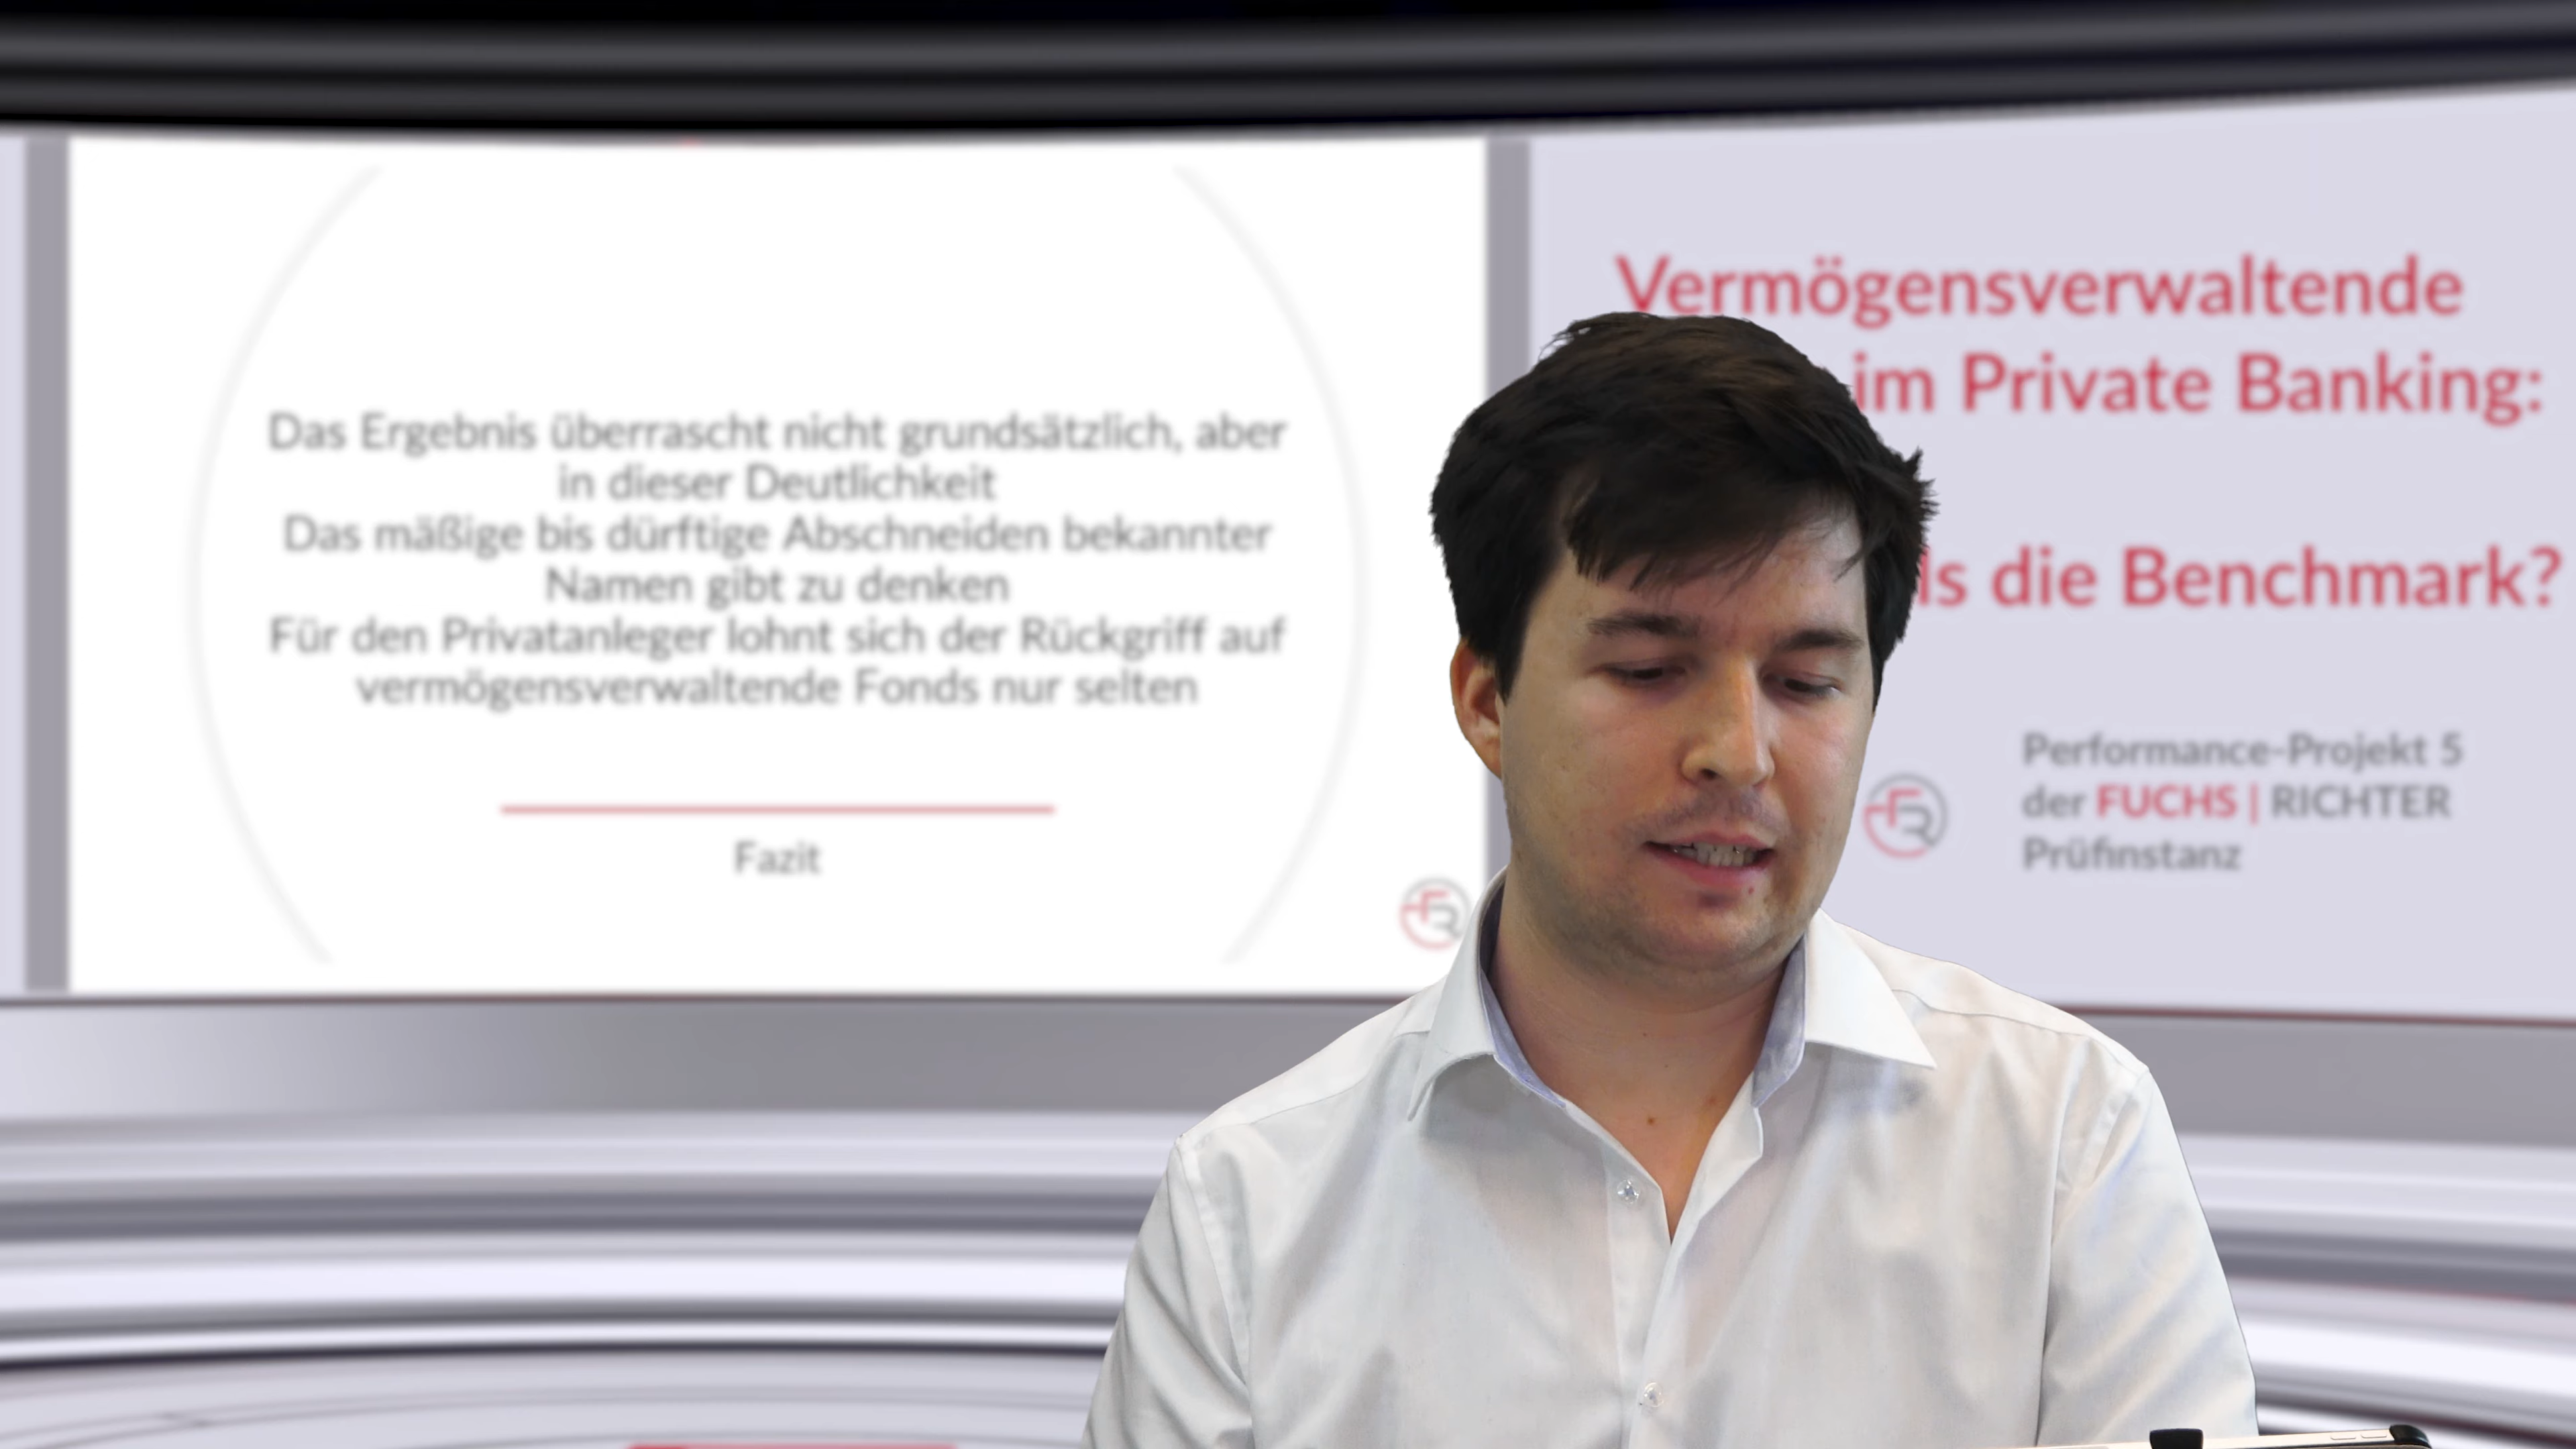 Das Ergebnis überrascht nicht grundsätzlich, aber
in dieser Deutlichkeit
Das mäßige bis dürftige Abschneiden bekannter
Namen gibt zu denken
Für den Privatanleger lohnt sich der Rückgriff auf
vermögensverwaltende Fonds nur selten
Fazit
FR
Vermögensverwaltende
im Private Banking:
die Benchmark?
FR
Performance-Projekt 5
der FUCHS | RICHTER
Prüfinstanz